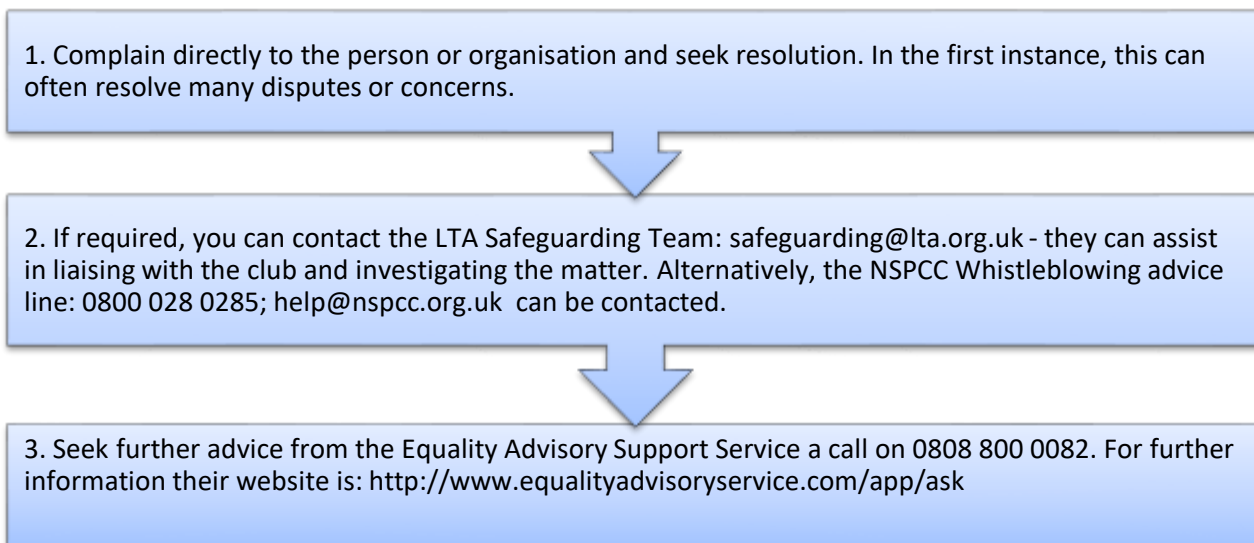 1. Complain directly to the person or organisation and seek resolution. In the first instance, this can
often resolve many disputes or concerns.
2. If required, you can contact the LTA Safeguarding Team: safeguarding@lta.org.uk - they can assist
in liaising with the club and investigating the matter. Alternatively, the NSPCC Whistleblowing advice
line: 0800 028 0285; help@nspcc.org.uk  can be contacted.
3. Seek further advice from the Equality Advisory Support Service a call on 0808 800 0082. For further
information their website is: http://www.equalityadvisoryservice.com/app/ask